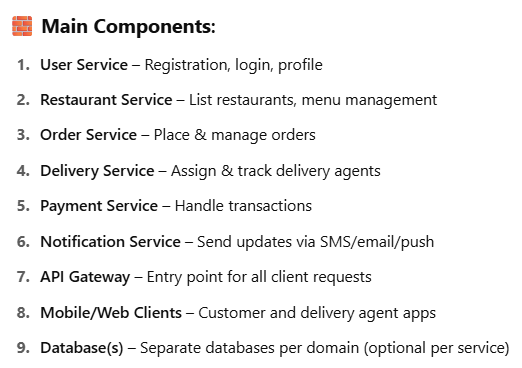 🧱 Main Components:
1. User Service – Registration, login, profile
2. Restaurant Service – List restaurants, menu management
3. Order Service – Place & manage orders
4. Delivery Service – Assign & track delivery agents
5. Payment Service – Handle transactions
6. Notification Service – Send updates via SMS/email/push
7. API Gateway – Entry point for all client requests
8. Mobile/Web Clients – Customer and delivery agent apps
9. Database(s) – Separate databases per domain (optional per service)